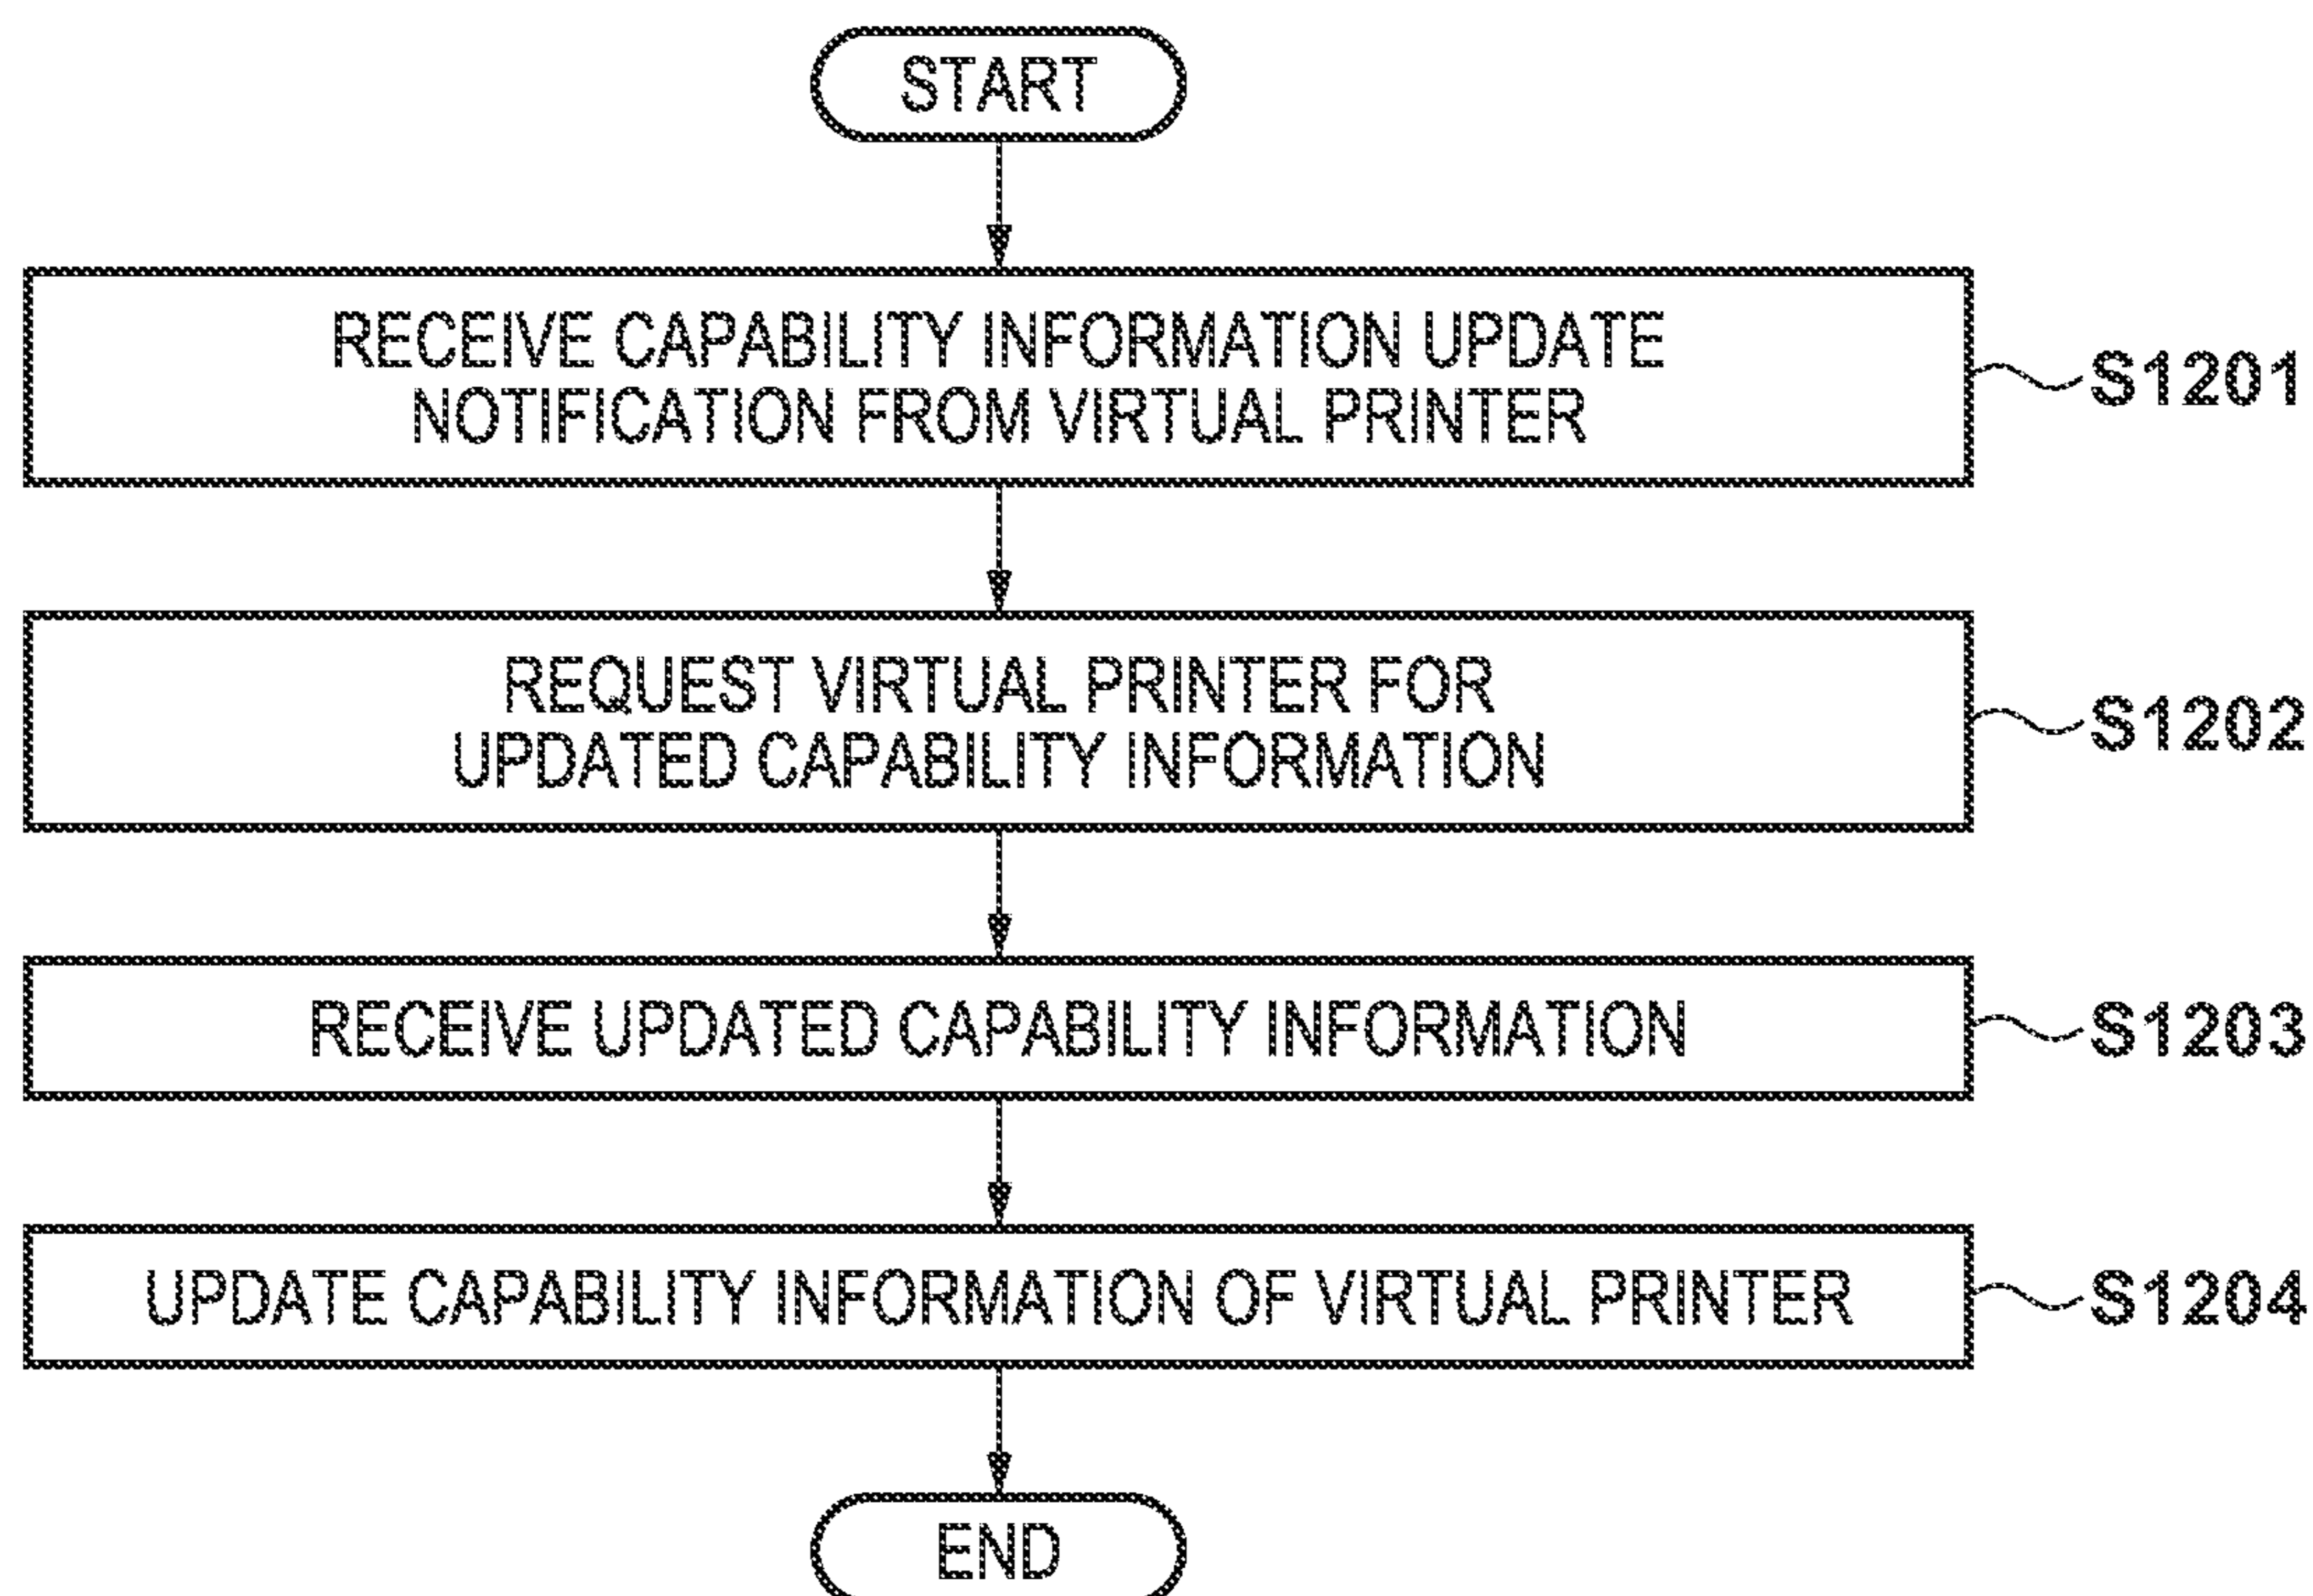 START
RECEIVE CAPABILITY INFORMATION UPDATE
NOTIFICATION FROM VIRTUAL PRINTER
S1201
REQUEST VIRTUAL PRINTER FOR
UPDATED CAPABILITY INFORMATION
S1202
RECEIVE UPDATED CAPABILITY INFORMATION
S1203
UPDATE CAPABILITY INFORMATION OF VIRTUAL PRINTER
S1204
END